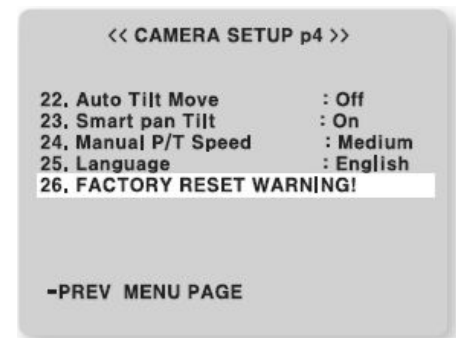 << CAMERA SETUP p4 >>
22. Auto Tilt Move : Off
23. Smart pan Tilt : On
24. Manual P/T Speed : Medium
25. Language : English
26. FACTORY RESET WARNING!
-PREV MENU PAGE